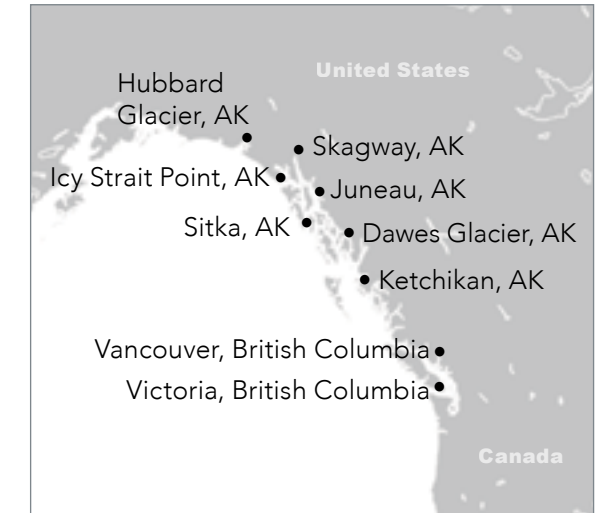 United States
Hubbard
Glacier, AK
Skagway, AK
Icy Strait Point, AK
Juneau, AK
Sitka, AK
Dawes Glacier, AK
Ketchikan, AK
Vancouver, British Columbia
Victoria, British Columbia
Canada